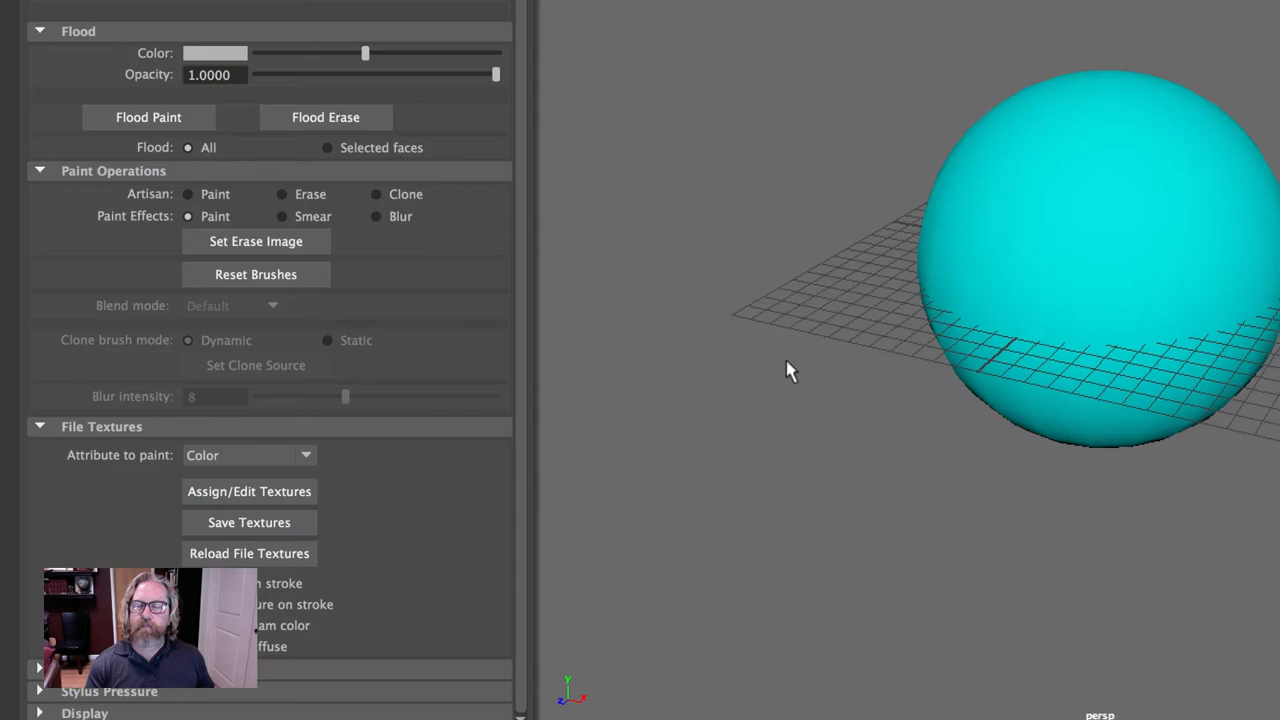 Flood
Color:
Opacity: 1.0000
Flood Paint Flood Erase
Flood: All Selected faces
Paint Operations
Artisan: Paint Erase Clone
Paint Effects: Paint Smear Blur
Set Erase Image
Reset Brushes
Blend mode: Default
Clone brush mode: Dynamic Static
Set Clone Source
Blur intensity: 8
File Textures
Attribute to paint: Color
Assign/Edit Textures
Save Textures
Reload File Textures
stroke
on stroke
color
Stylus Pressure
Display
y
z x
persp